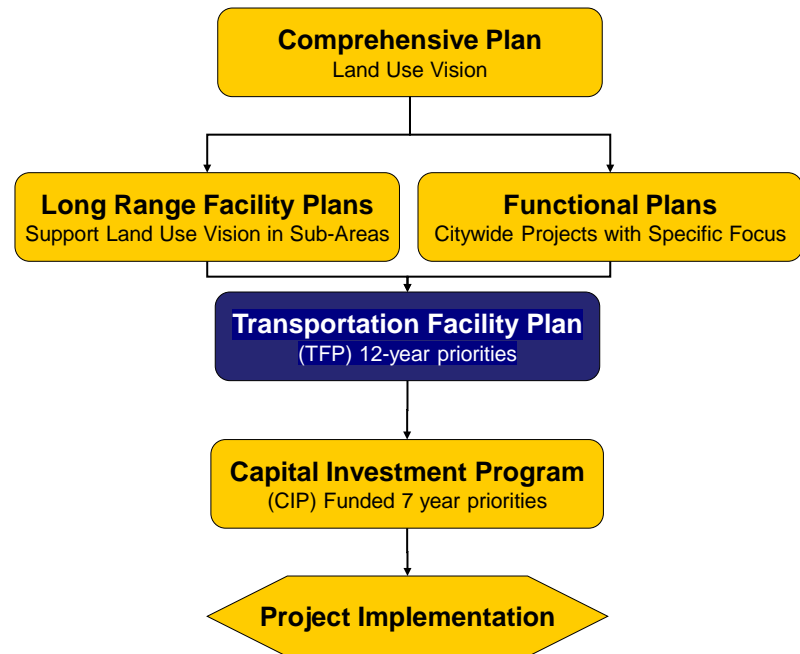 Comprehensive Plan
Land Use Vision
Long Range Facility Plans
Support Land Use Vision in Sub-Areas
Functional Plans
Citywide Projects with Specific Focus
Transportation Facility Plan
(TFP) 12-year priorities
Capital Investment Program
(CIP) Funded 7 year priorities
Project Implementation